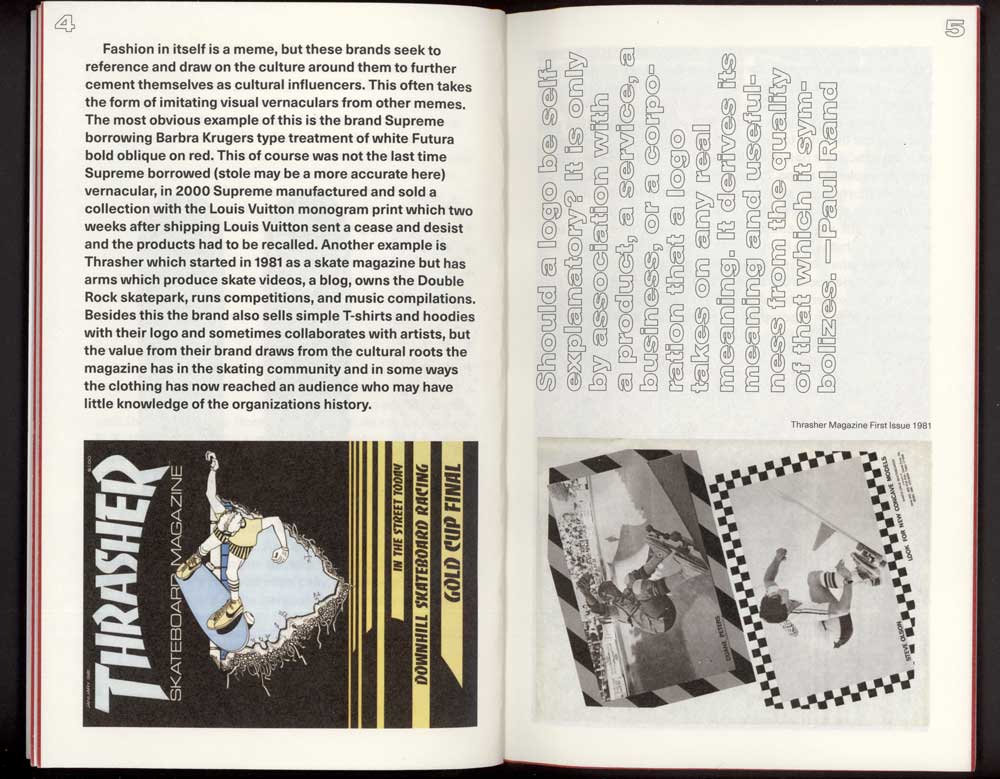 4
Fashion in itself is a meme, but these brands seek to
reference and draw on the culture around them to further
cement themselves as cultural influencers. This often takes
the form of imitating visual vernaculars from other memes.
The most obvious example of this is the brand Supreme
borrowing Barbra Krugers type treatment of white Futura
bold oblique on red. This of course was not the last time
Supreme borrowed (stole may be a more accurate here)
vernacular, in 2000 Supreme manufactured and sold a
collection with the Louis Vuitton monogram print which two
weeks after shipping Louis Vuitton sent a cease and desist
and the products had to be recalled. Another example is
Thrasher which started in 1981 as a skate magazine but has
arms which produce skate videos, a blog, owns the Double
Rock skatepark, runs competitions, and music compilations.
Besides this the brand also sells simple T-shirts and hoodies
with their logo and sometimes collaborates with artists, but
the value from their brand draws from the cultural roots the
magazine has in the skating community and in some ways
the clothing has now reached an audience who may have
little knowledge of the organizations history.
JANUARY 1981
THRASHER
SKATEBOARD MAGAZINE
IN THE STREET TODAY
DOWNHILL SKATEBOARD RACING
GOLD CUP FINAL
5
Should a logo be self-
explanatory? It is only
by association with
a product, a service, a
business, or a corpo-
ration that a logo
takes on any real
meaning. It derives its
meaning and useful-
ness from the quality
of that which it sym-
bolizes. —Paul Rand
Thrasher Magazine First Issue 1981
DUANE PETERS
STEVE OLSON
LOOK FOR NEW CONCAVE MODELS